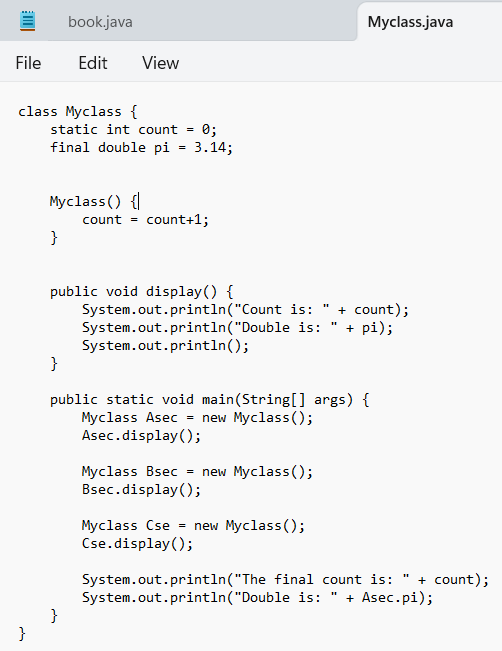 book.java
Myclass.java
File Edit View
class Myclass {
    static int count = 0;
    final double pi = 3.14;
    Myclass() {
        count = count+1;
    }
    public void display() {
        System.out.println("Count is: " + count);
        System.out.println("Double is: " + pi);
        System.out.println();
    }
    public static void main(String[] args) {
        Myclass Asec = new Myclass();
        Asec.display();
        Myclass Bsec = new Myclass();
        Bsec.display();
        Myclass Cse = new Myclass();
        Cse.display();
        System.out.println("The final count is: " + count);
        System.out.println("Double is: " + Asec.pi);
    }
}